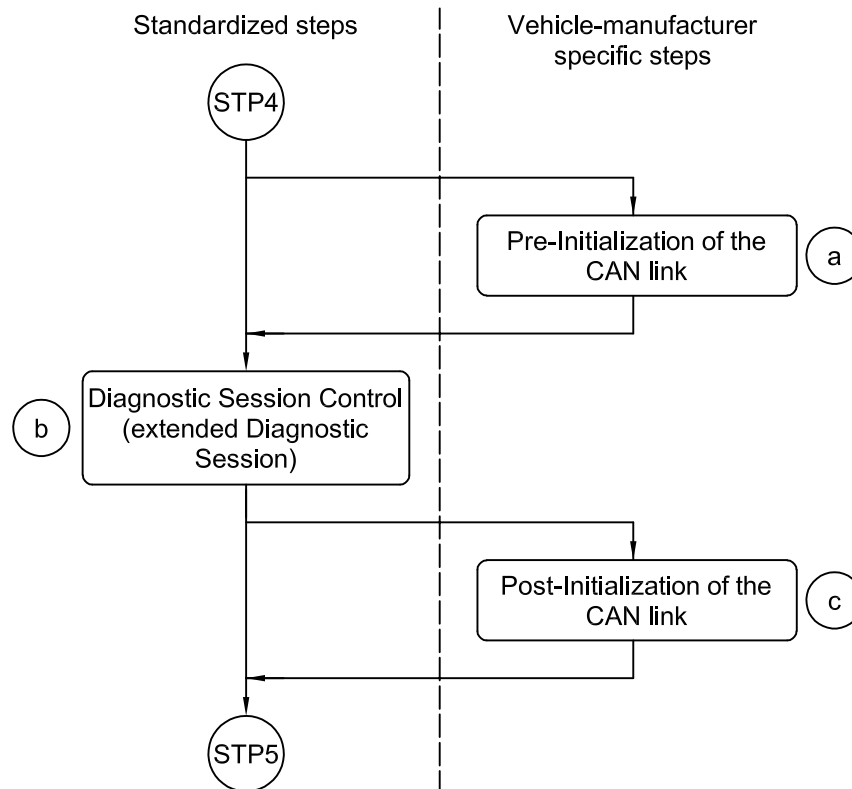 Standardized steps
Vehicle-manufacturer
specific steps
STP4
Pre-Initialization of the
CAN link
a
Diagnostic Session Control
(extended Diagnostic
Session)
b
Post-Initialization of the
CAN link
c
STP5